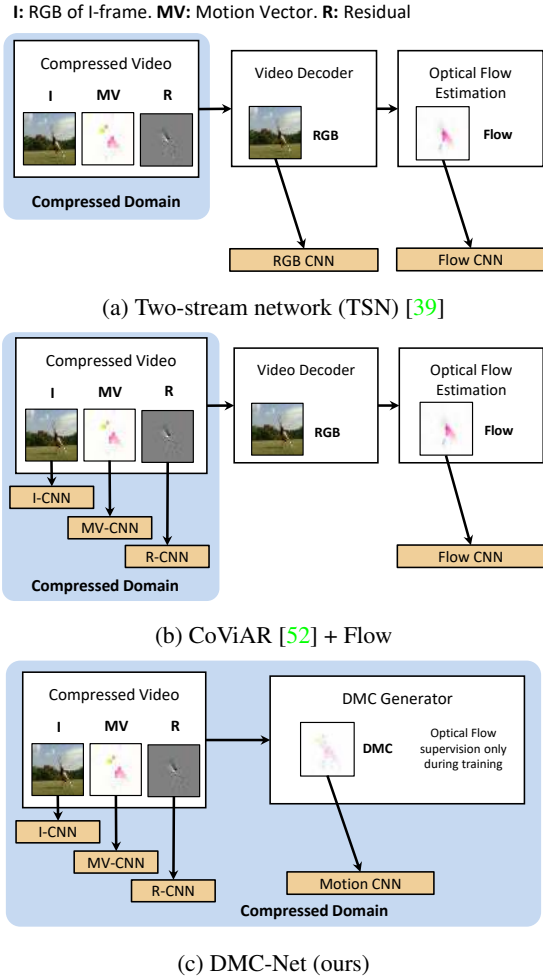 I: RGB of I-frame. MV: Motion Vector. R: Residual
Compressed Video
I MV R
Compressed Domain
Video Decoder
RGB
Optical Flow
Estimation
Flow
RGB CNN
Flow CNN
(a) Two-stream network (TSN) [39]
Compressed Video
I MV R
I-CNN
MV-CNN
R-CNN
Compressed Domain
Video Decoder
RGB
Optical Flow
Estimation
Flow
Flow CNN
(b) CoViAR [52] + Flow
Compressed Video
I MV R
I-CNN
MV-CNN
R-CNN
DMC Generator
DMC
Optical Flow
supervision only
during training
Motion CNN
Compressed Domain
(c) DMC-Net (ours)